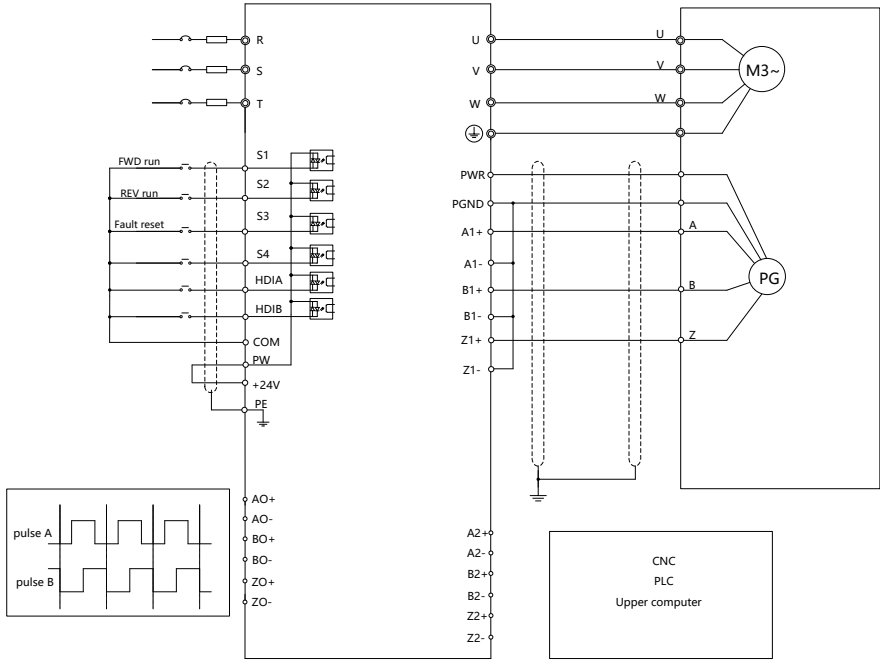 R
S
T
FWD run
REV run
Fault reset
S1
S2
S3
S4
HDIA
HDIB
COM
PW
+24V
PE
AO+
AO-
BO+
BO-
ZO+
ZO-
pulse A
pulse B
U
V
W
PWR
PGND
A1+
A1-
B1+
B1-
Z1+
Z1-
A2+
A2-
B2+
B2-
Z2+
Z2-
U
V
W
M3~
A
B
Z
PG
CNC
PLC
Upper computer